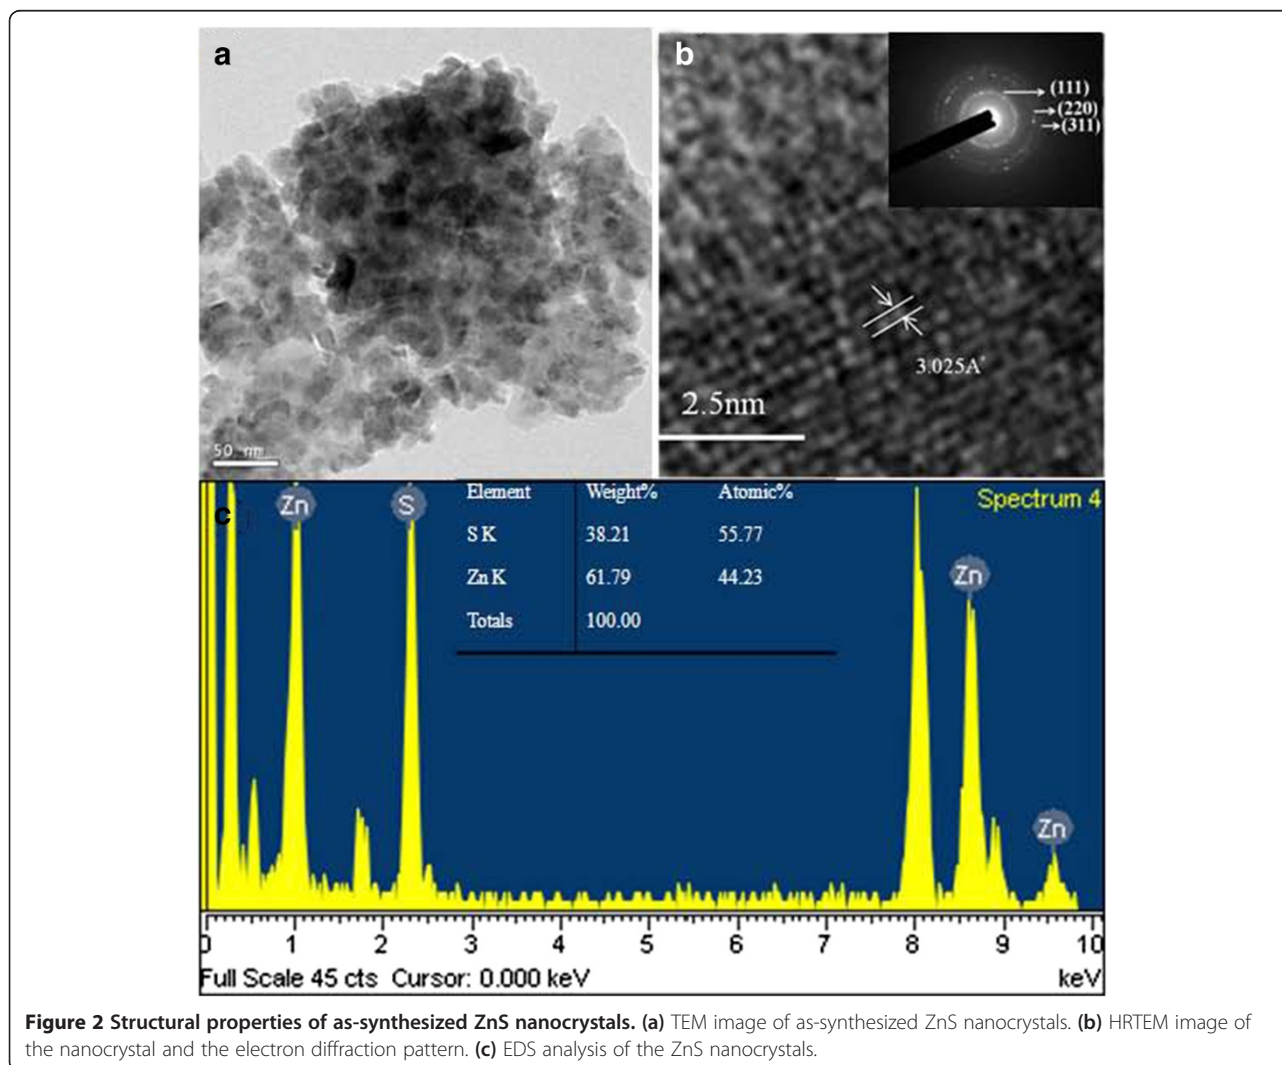 a
50 nm
b
(111)
(220)
(311)
3.025A°
2.5nm
c
Zn
S
Element Weight% Atomic%
S K 38.21 55.77
Zn K 61.79 44.23
Totals 100.00
Spectrum 4
Zn
Zn
0 1 2 3 4 5 6 7 8 9 10
Full Scale 45 cts Cursor: 0.000 keV keV
Figure 2 Structural properties of as-synthesized ZnS nanocrystals. (a) TEM image of as-synthesized ZnS nanocrystals. (b) HRTEM image of
the nanocrystal and the electron diffraction pattern. (c) EDS analysis of the ZnS nanocrystals.